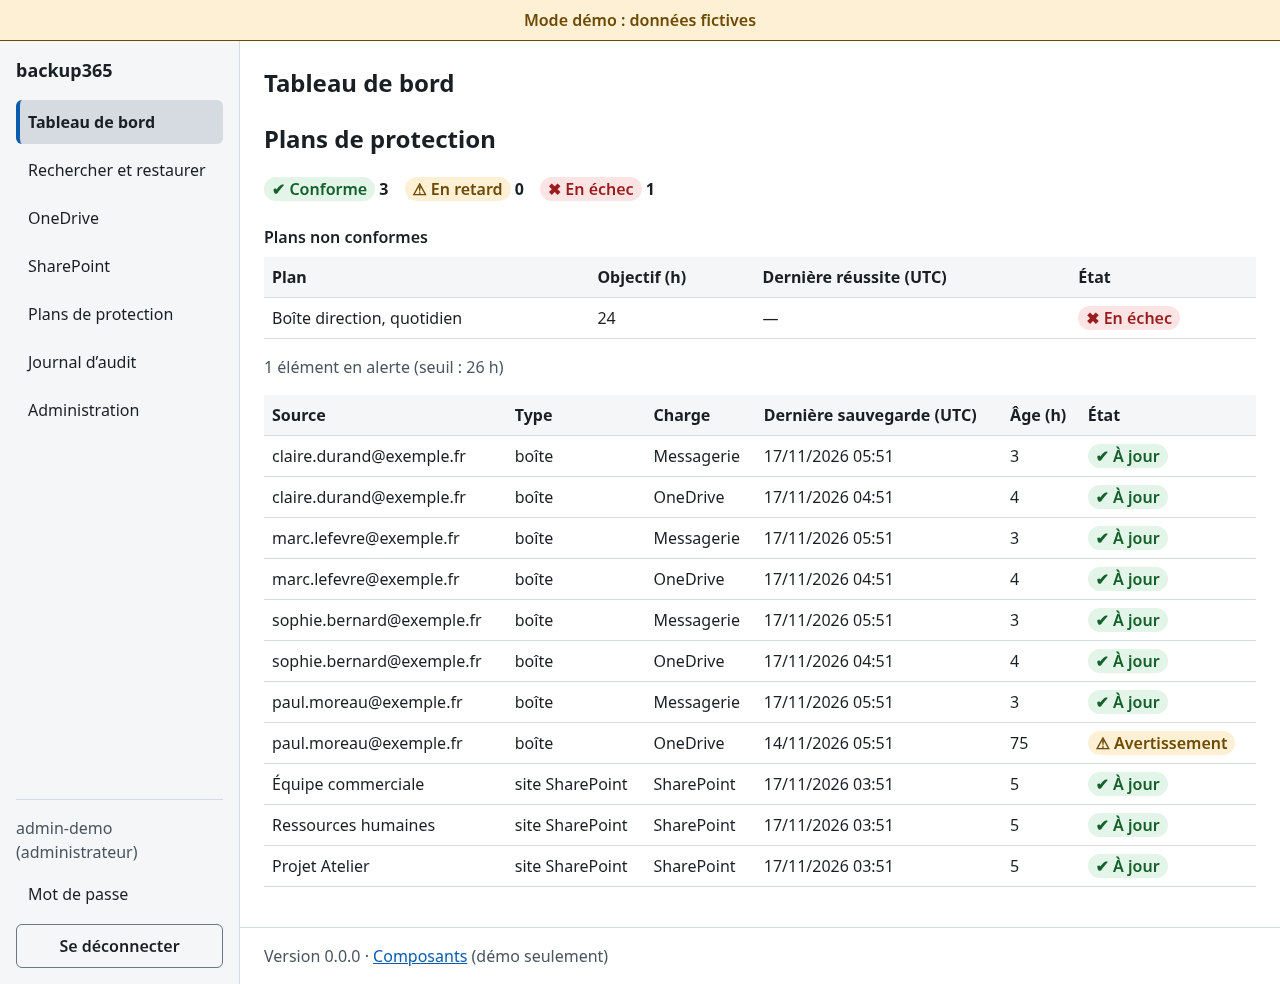 Mode démo : données fictives
backup365
Tableau de bord
Rechercher et restaurer
OneDrive
SharePoint
Plans de protection
Journal d’audit
Administration
admin-demo
(administrateur)
Mot de passe
Se déconnecter
Tableau de bord
Plans de protection
✔ Conforme 3 ⚠ En retard 0 ✖ En échec 1
Plans non conformes
Plan Objectif (h) Dernière réussite (UTC) État
Boîte direction, quotidien 24 — ✖ En échec
1 élément en alerte (seuil : 26 h)
Source Type Charge Dernière sauvegarde (UTC) Âge (h) État
claire.durand@exemple.fr boîte Messagerie 17/11/2026 05:51 3 ✔ À jour
claire.durand@exemple.fr boîte OneDrive 17/11/2026 04:51 4 ✔ À jour
marc.lefevre@exemple.fr boîte Messagerie 17/11/2026 05:51 3 ✔ À jour
marc.lefevre@exemple.fr boîte OneDrive 17/11/2026 04:51 4 ✔ À jour
sophie.bernard@exemple.fr boîte Messagerie 17/11/2026 05:51 3 ✔ À jour
sophie.bernard@exemple.fr boîte OneDrive 17/11/2026 04:51 4 ✔ À jour
paul.moreau@exemple.fr boîte Messagerie 17/11/2026 05:51 3 ✔ À jour
paul.moreau@exemple.fr boîte OneDrive 14/11/2026 05:51 75 ⚠ Avertissement
Équipe commerciale site SharePoint SharePoint 17/11/2026 03:51 5 ✔ À jour
Ressources humaines site SharePoint SharePoint 17/11/2026 03:51 5 ✔ À jour
Projet Atelier site SharePoint SharePoint 17/11/2026 03:51 5 ✔ À jour
Version 0.0.0 · Composants (démo seulement)